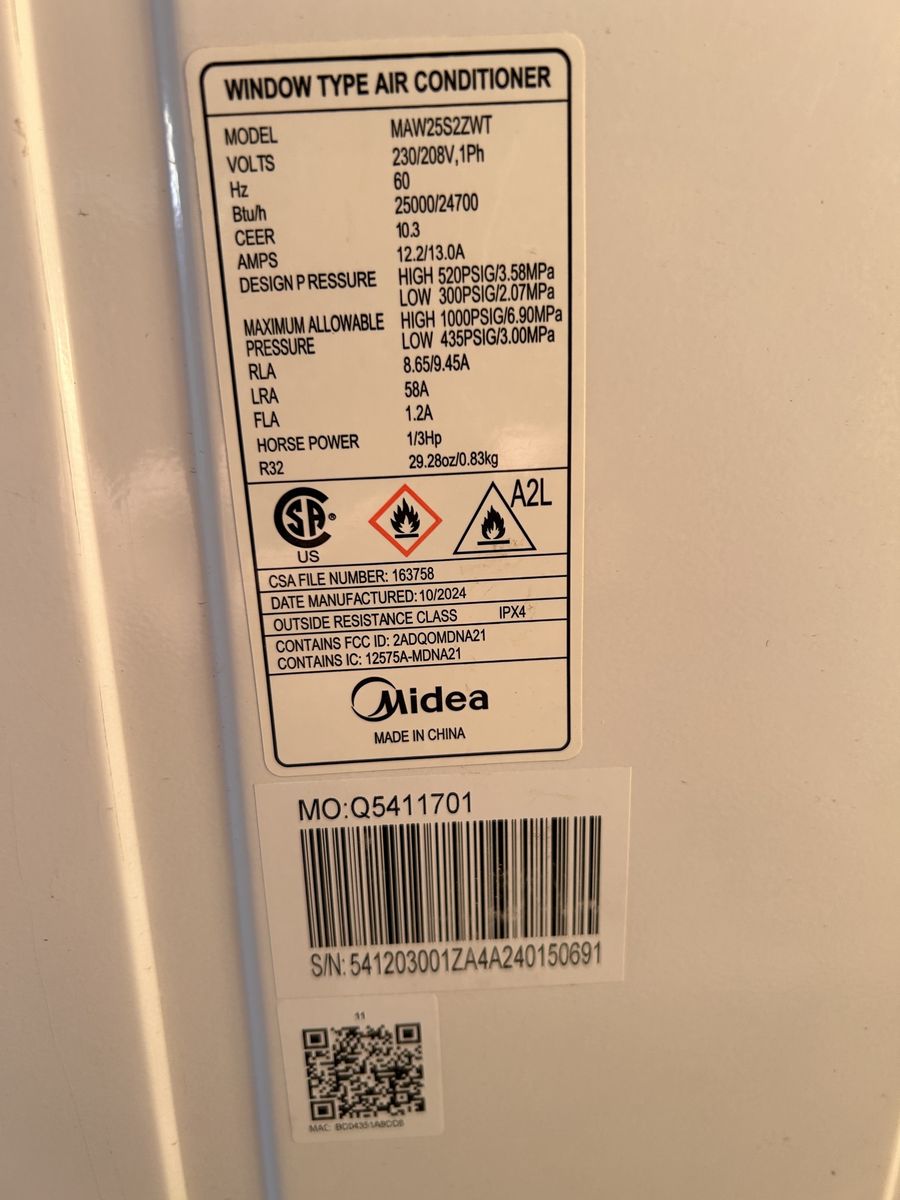 WINDOW TYPE AIR CONDITIONER
MODEL MAW25S2ZWT
VOLTS 230/208V,1Ph
Hz 60
Btu/h 25000/24700
CEER 10.3
AMPS 12.2/13.0A
DESIGN PRESSURE HIGH 520PSIG/3.58MPa
LOW 300PSIG/2.07MPa
MAXIMUM ALLOWABLE HIGH 1000PSIG/6.90MPa
PRESSURE LOW 435PSIG/3.00MPa
RLA 8.65/9.45A
LRA 58A
FLA 1.2A
HORSE POWER 1/3Hp
R32 29.28oz/0.83kg
SA ® A2L
US
CSA FILE NUMBER: 163758
DATE MANUFACTURED: 10/2024
OUTSIDE RESISTANCE CLASS IPX4
CONTAINS FCC ID: 2ADQOMDNA21
CONTAINS IC: 12575A-MDNA21
Midea
MADE IN CHINA
MO:Q5411701
S/N: 541203001ZA4A240150691
11
MAC: